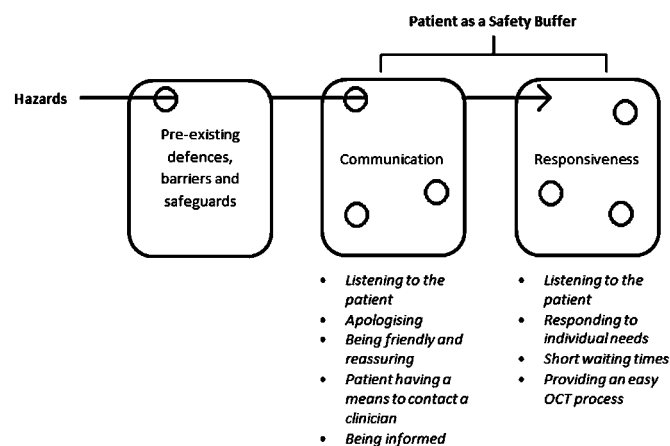 Patient as a Safety Buffer
Hazards
Pre-existing
defences,
barriers and
safeguards
Communication
Responsiveness
• Listening to the
patient
• Apologising
• Being friendly and
reassuring
• Patient having a
means to contact a
clinician
• Being informed
• Listening to the
patient
• Responding to
individual needs
• Short waiting times
• Providing an easy
OCT process